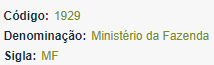 Código: 1929
Denominação: Ministério da Fazenda
Sigla: MF